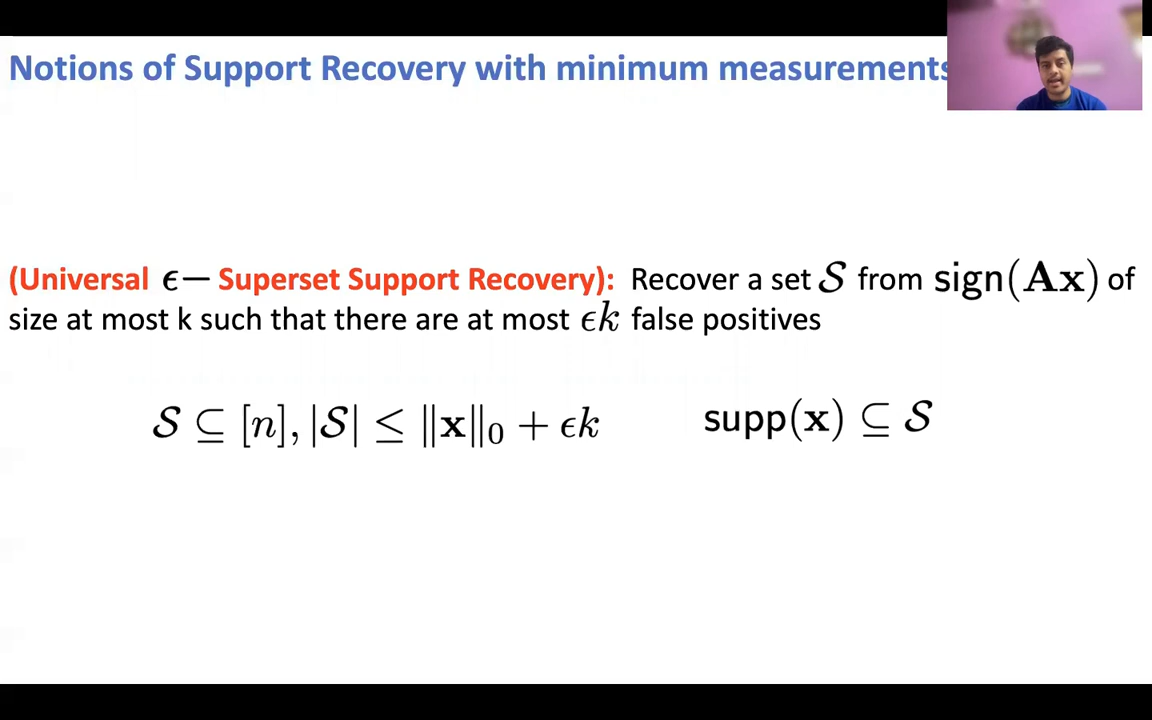 Notions of Support Recovery with minimum measurements
(Universal ϵ— Superset Support Recovery): Recover a set 𝒮 from sign(Ax) of
size at most k such that there are at most ϵk false positives
𝒮 ⊆ [n], |𝒮| ≤ ‖x‖₀ + ϵk supp(x) ⊆ 𝒮